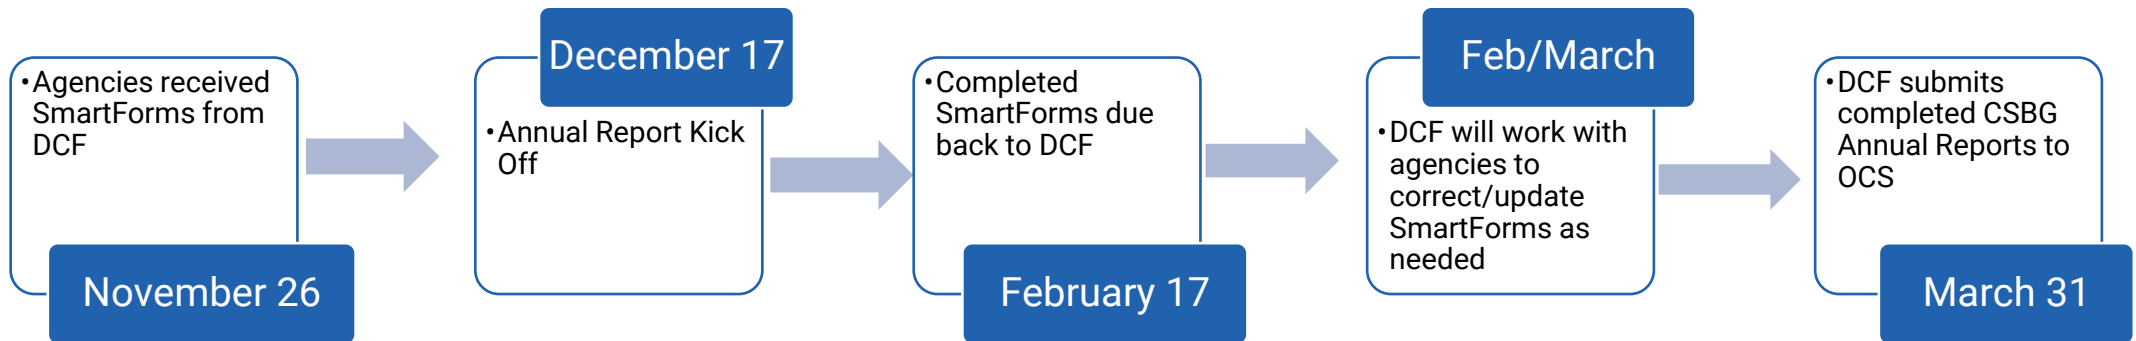 •Agencies received
SmartForms from
DCF
November 26
December 17
•Annual Report Kick
Off
•Completed
SmartForms due
back to DCF
February 17
Feb/March
•DCF will work with
agencies to
correct/update
SmartForms as
needed
•DCF submits
completed CSBG
Annual Reports to
OCS
March 31